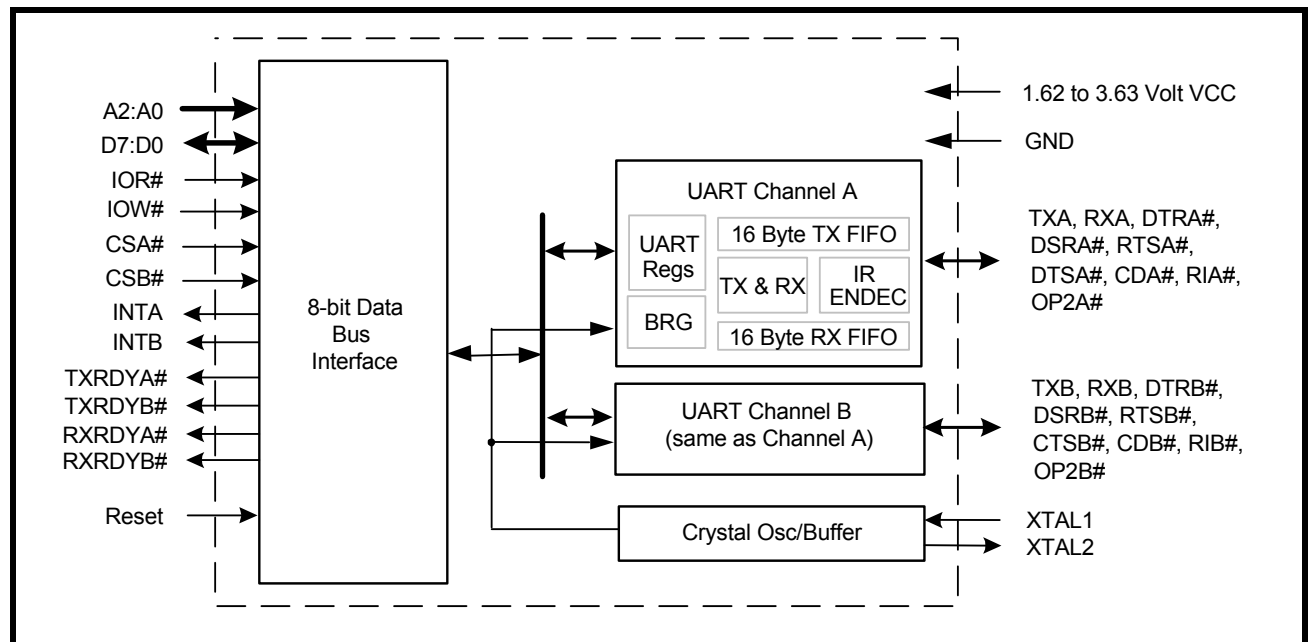 A2:A0
D7:D0
IOR#
IOW#
CSA#
CSB#
INTA
INTB
TXRDYA#
TXRDYB#
RXRDYA#
RXRDYB#
Reset
8-bit Data
Bus
Interface
UART Channel A
UART
Regs
BRG
16 Byte TX FIFO
TX & RX
IR
ENDEC
16 Byte RX FIFO
UART Channel B
(same as Channel A)
Crystal Osc/Buffer
1.62 to 3.63 Volt VCC
GND
TXA, RXA, DTRA#,
DSRA#, RTSA#,
DTSA#, CDA#, RIA#,
OP2A#
TXB, RXB, DTRB#,
DSRB#, RTSB#,
CTSB#, CDB#, RIB#,
OP2B#
XTAL1
XTAL2